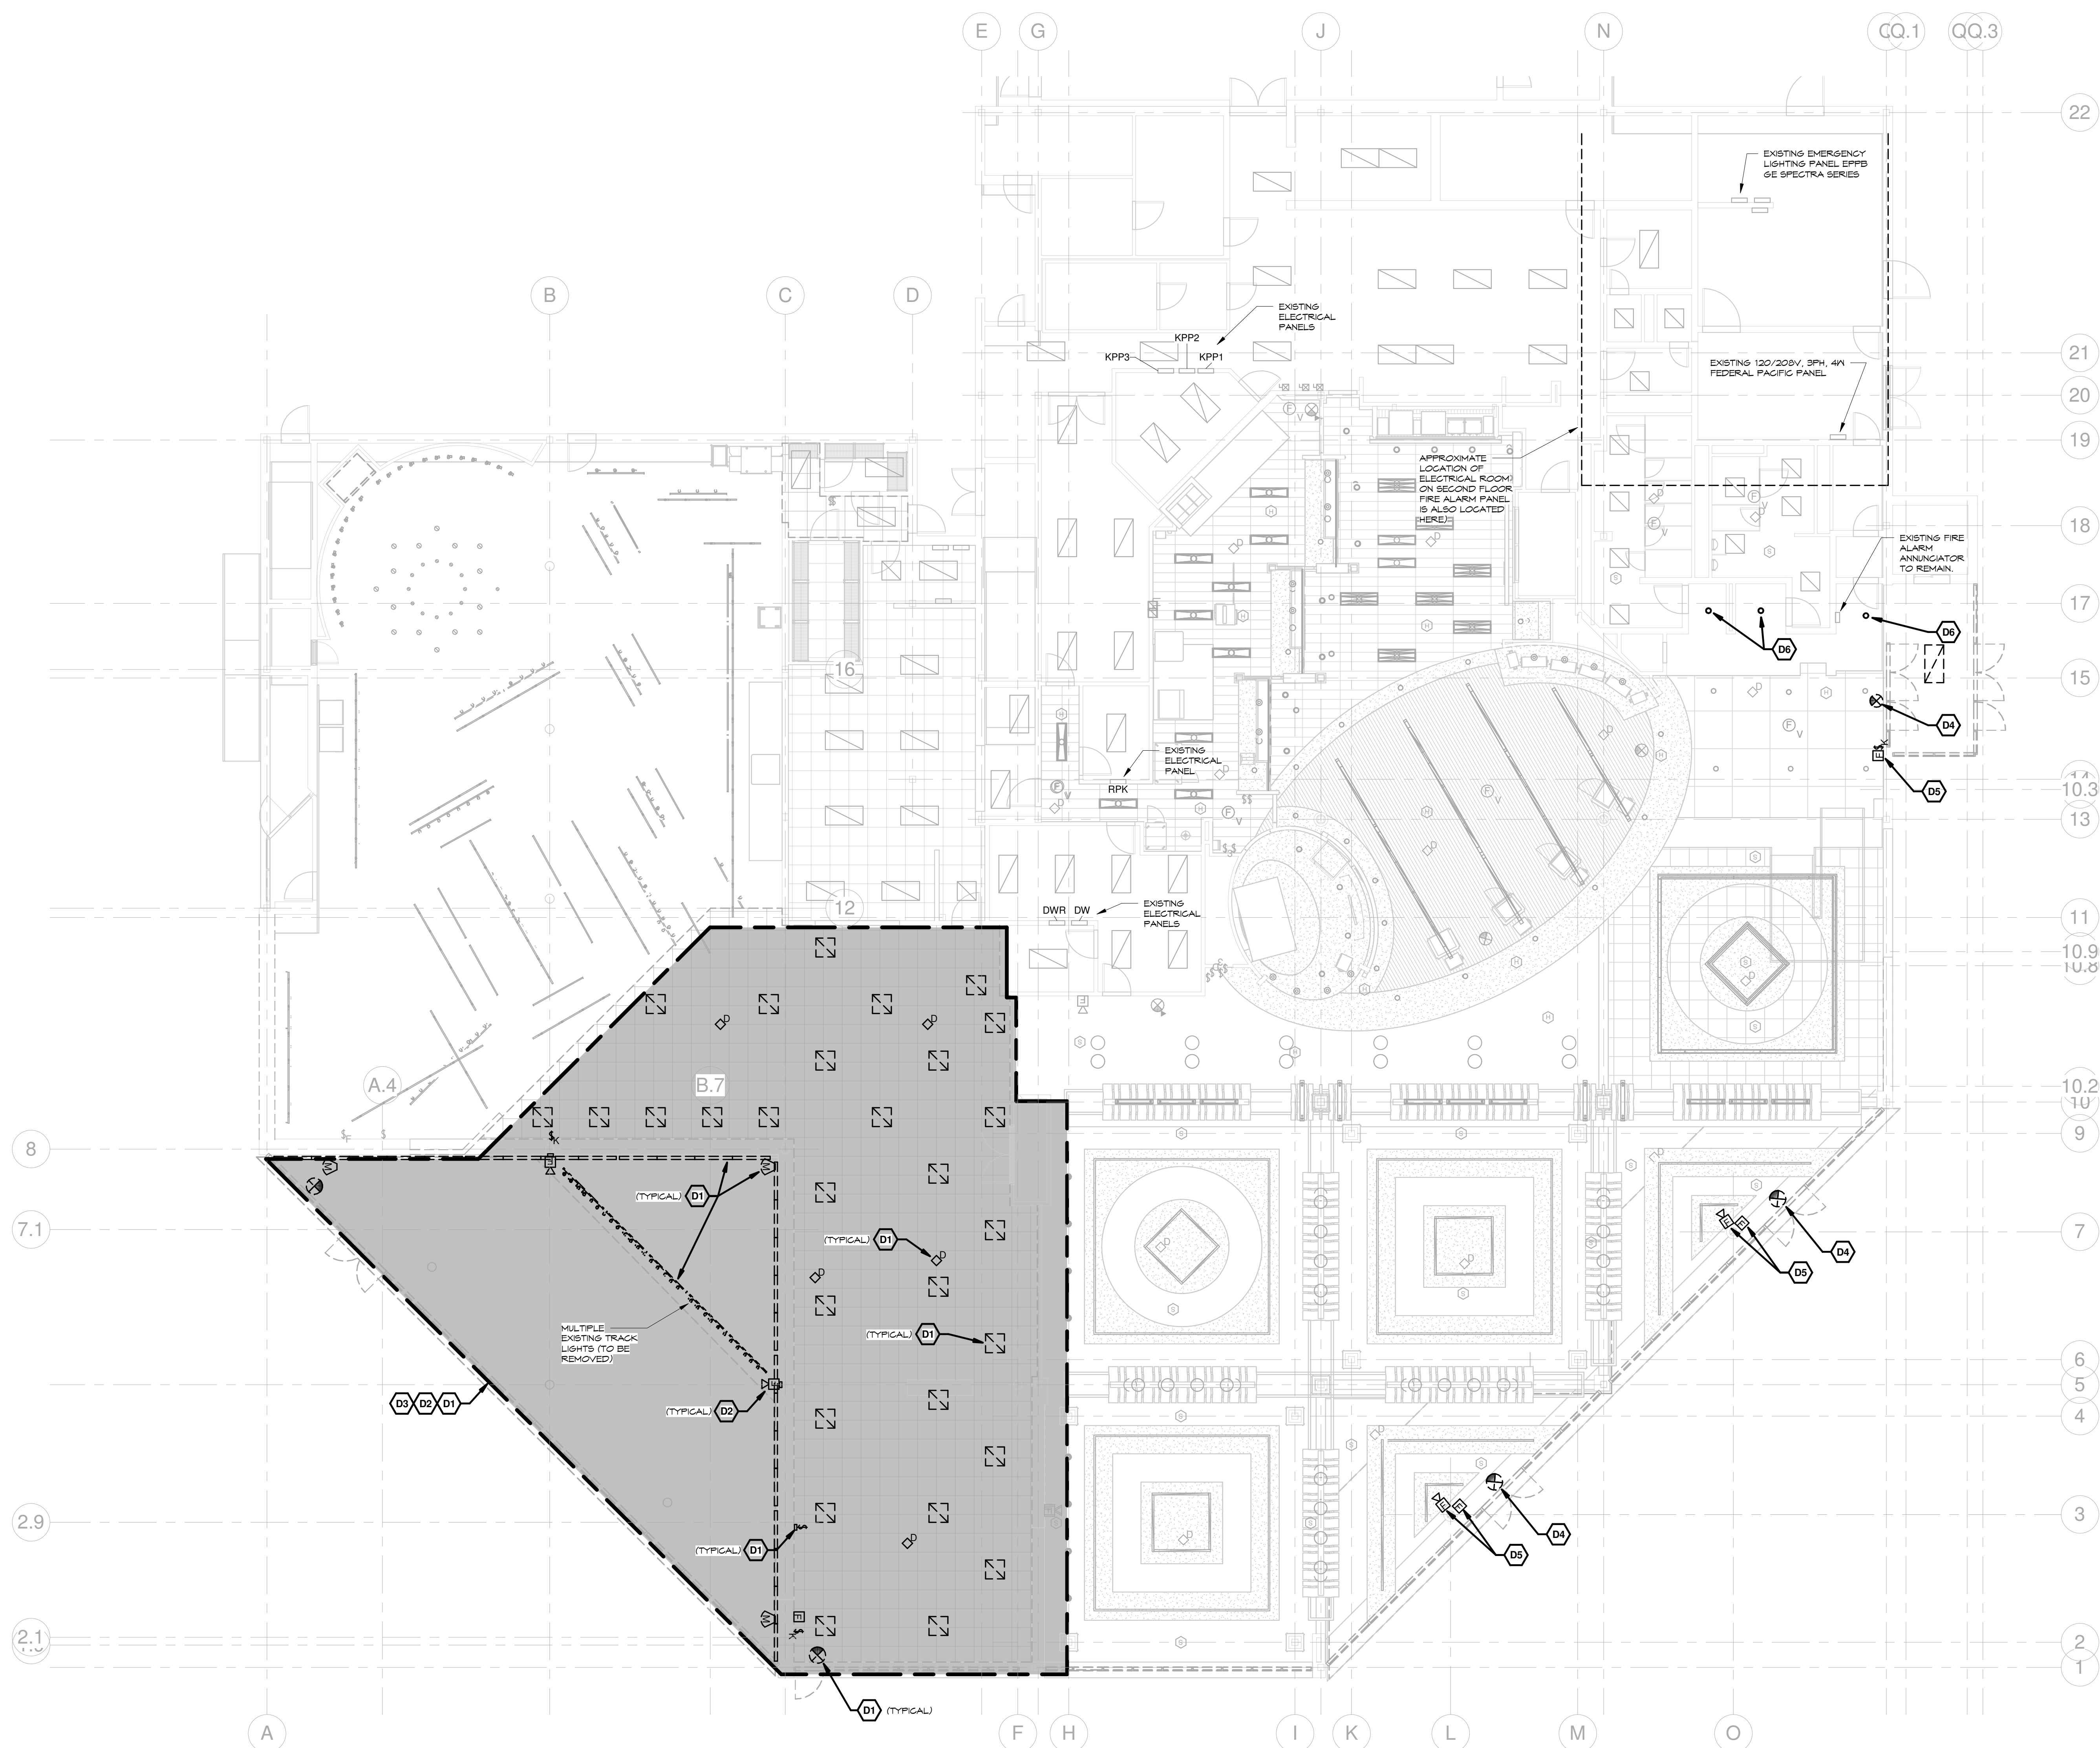 E
G
J
N
Q.1
Q.3
22
EXISTING EMERGENCY
LIGHTING PANEL EPPB
GE SPECTRA SERIES
B
C
D
EXISTING
ELECTRICAL
PANELS
KPP2
KPP3
KPP1
21
EXISTING 120/208V, 3PH, 4W
FEDERAL PACIFIC PANEL
20
19
APPROXIMATE
LOCATION OF
ELECTRICAL ROOM
ON SECOND FLOOR
FIRE ALARM PANEL
IS ALSO LOCATED
HERE)
18
EXISTING FIRE
ALARM
ANNUNCIATOR
TO REMAIN.
17
D6
D6
16
15
D4
EXISTING
ELECTRICAL
PANEL
RPK
D5
10.3
13
12
DWR DW
EXISTING
ELECTRICAL
PANELS
11
10.9
10.8
A.4
B.7
10.2
10
9
8
(TYPICAL) D1
7.1
7
(TYPICAL) D1
D4
D5
MULTIPLE
EXISTING TRACK
LIGHTS (TO BE
REMOVED)
(TYPICAL) D1
6
5
D3 D2 D1
(TYPICAL) D2
4
2.9
3
D4
(TYPICAL) D1
D5
2.1
2
1
D1 (TYPICAL)
A
F
H
I
K
L
M
O